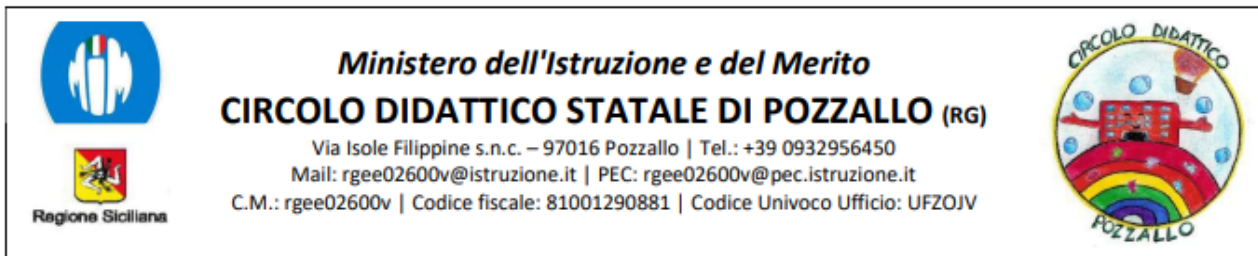 Ministero dell'Istruzione e del Merito
CIRCOLO DIDATTICO STATALE DI POZZALLO (RG)
Via Isole Filippine s.n.c. – 97016 Pozzallo | Tel.: +39 0932956450
Mail: rgee02600v@istruzione.it | PEC: rgee02600v@pec.istruzione.it
C.M.: rgee02600v | Codice fiscale: 81001290881 | Codice Univoco Ufficio: UFZOJV
Regione Siciliana
CIRCOLO DIDATTICO
POZZALLO